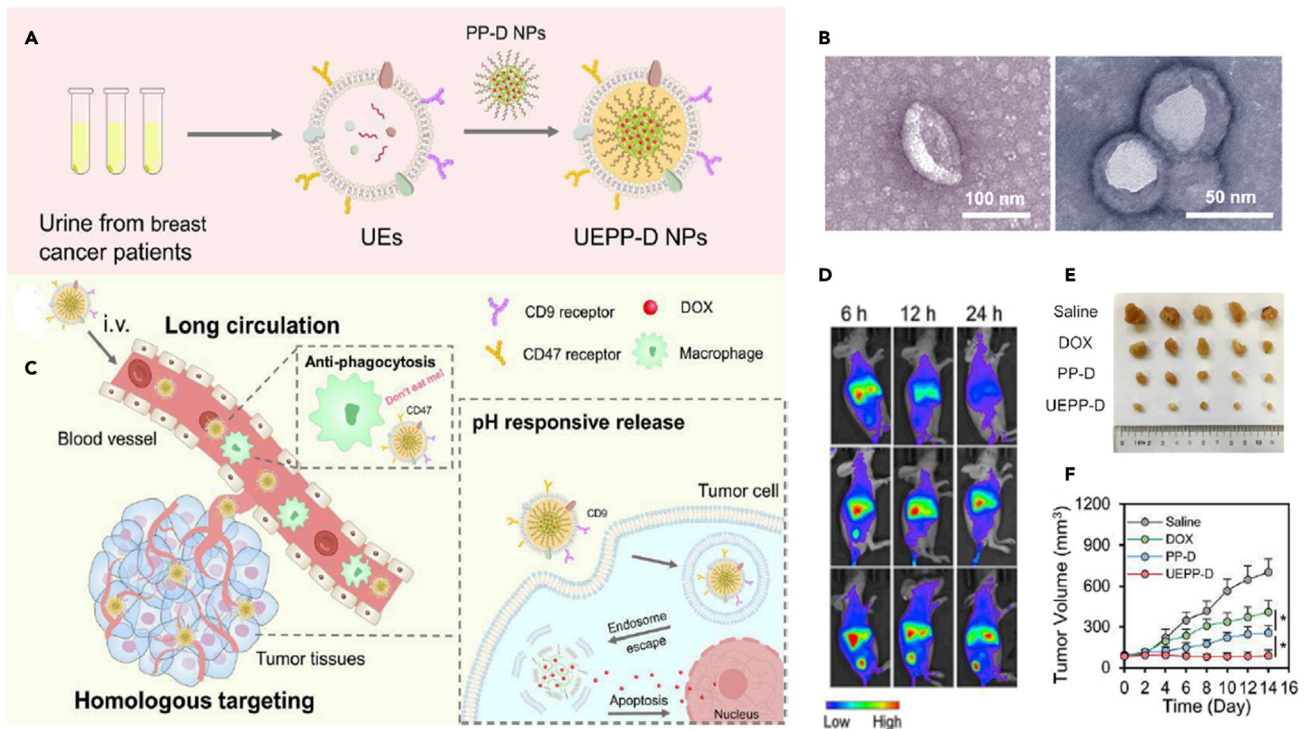 A
PP-D NPs
Urine from breast
cancer patients
UEs
UEPP-D NPs
B
100 nm
50 nm
C
i.v.
Long circulation
CD9 receptor
DOX
CD47 receptor
Macrophage
Anti-phagocytosis
Don't eat me!
CD47
Blood vessel
pH responsive release
Tumor cell
CD9
Endosome
escape
Apoptosis
Nucleus
Tumor tissues
Homologous targeting
D
6 h 12 h 24 h
Low High
E
Saline
DOX
PP-D
UEPP-D
F
Tumor Volume (mm³)
1200
900
600
300
0
Saline
DOX
PP-D
UEPP-D
*
*
0 2 4 6 8 10 12 14 16
Time (Day)